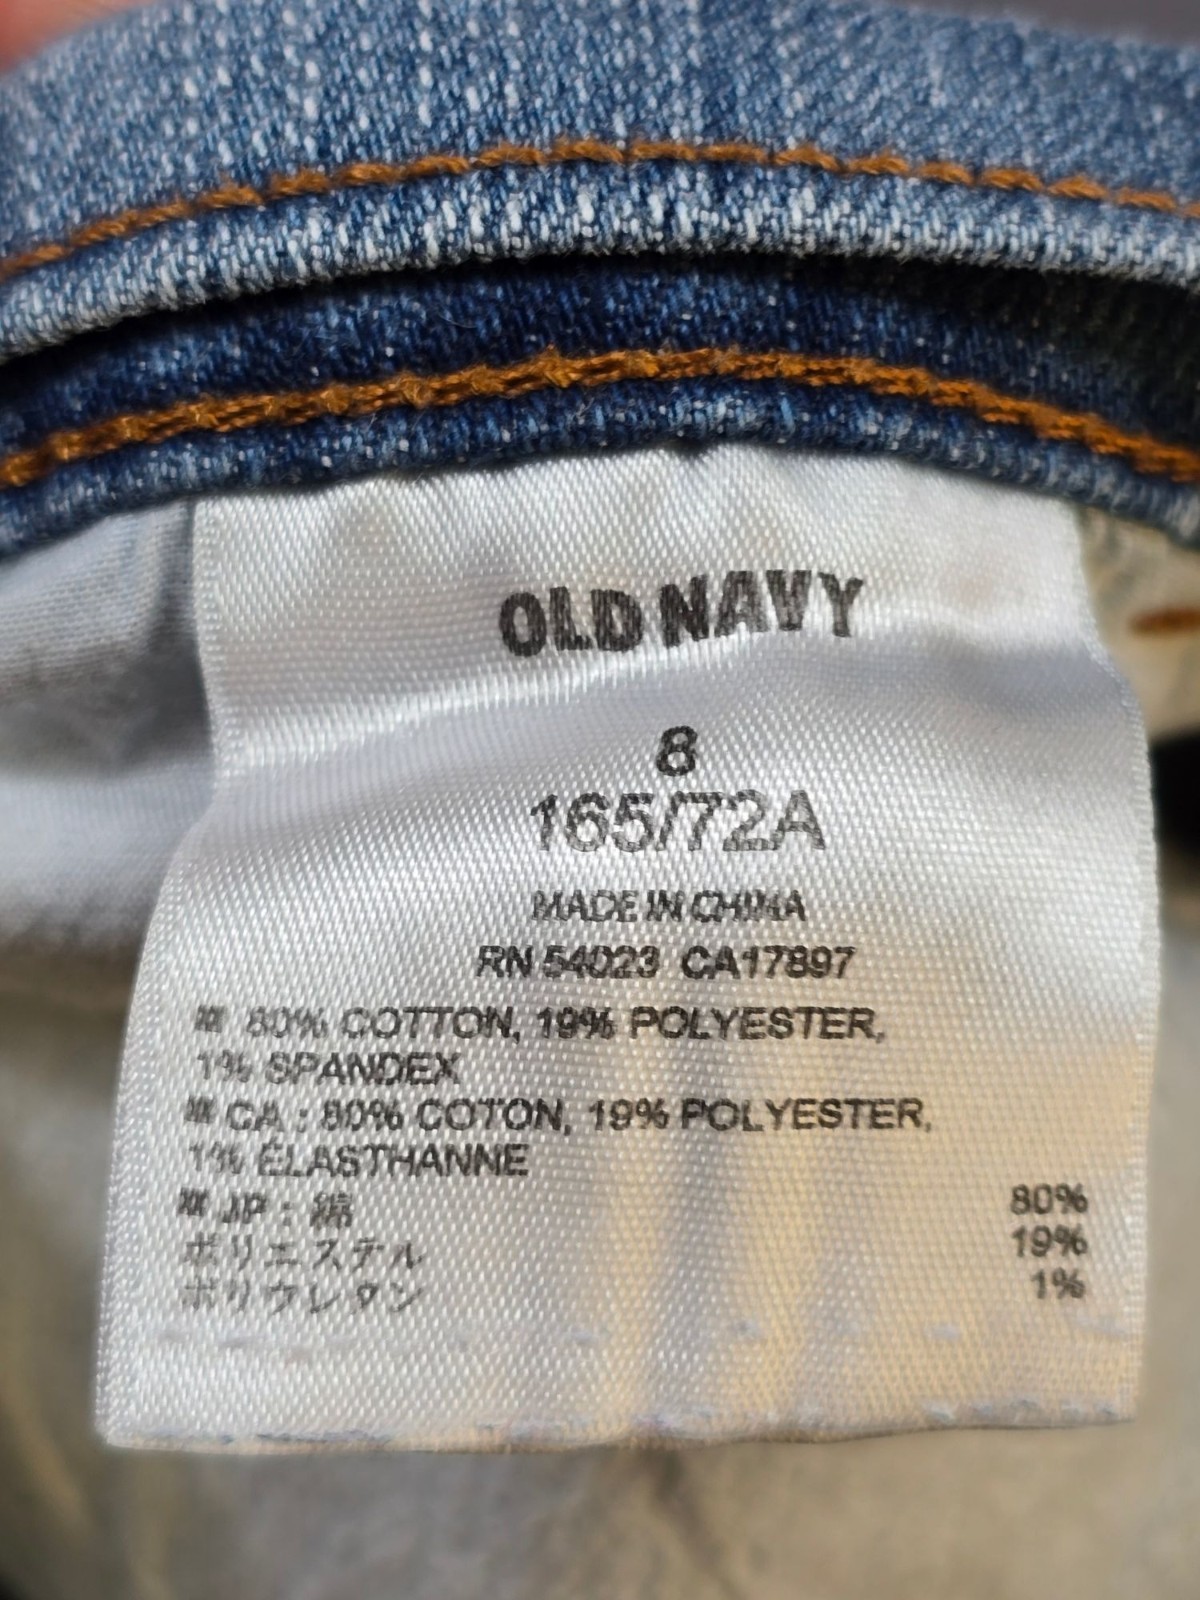 OLD NAVY
8
165/72A
MADE IN CHINA
RN 54023 CA17897
80% COTTON, 19% POLYESTER,
1% SPANDEX
CA : 80% COTON, 19% POLYESTER,
1% ÉLASTHANNE
JP : 綿 80%
ポリエステル 19%
ポリウレタン 1%